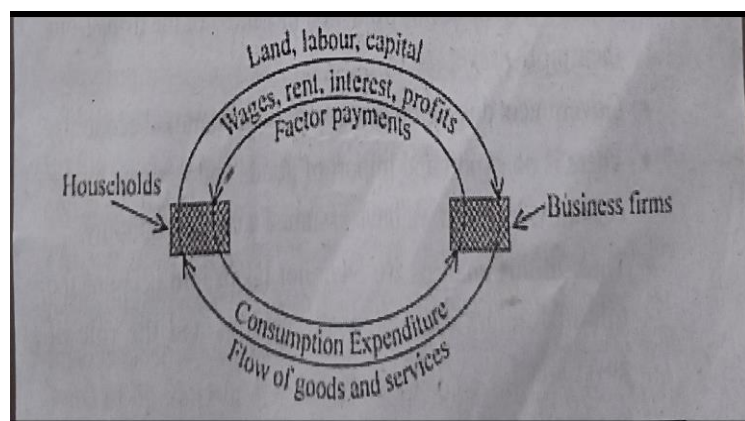 Land, labour, capital
Wages, rent, interest, profits
Factor payments
Households
Business firms
Consumption Expenditure
Flow of goods and services